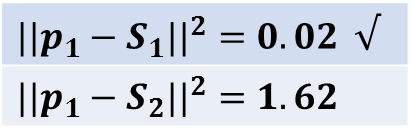 ||p₁ − S₁||² = 0.02 √
||p₁ − S₂||² = 1.62